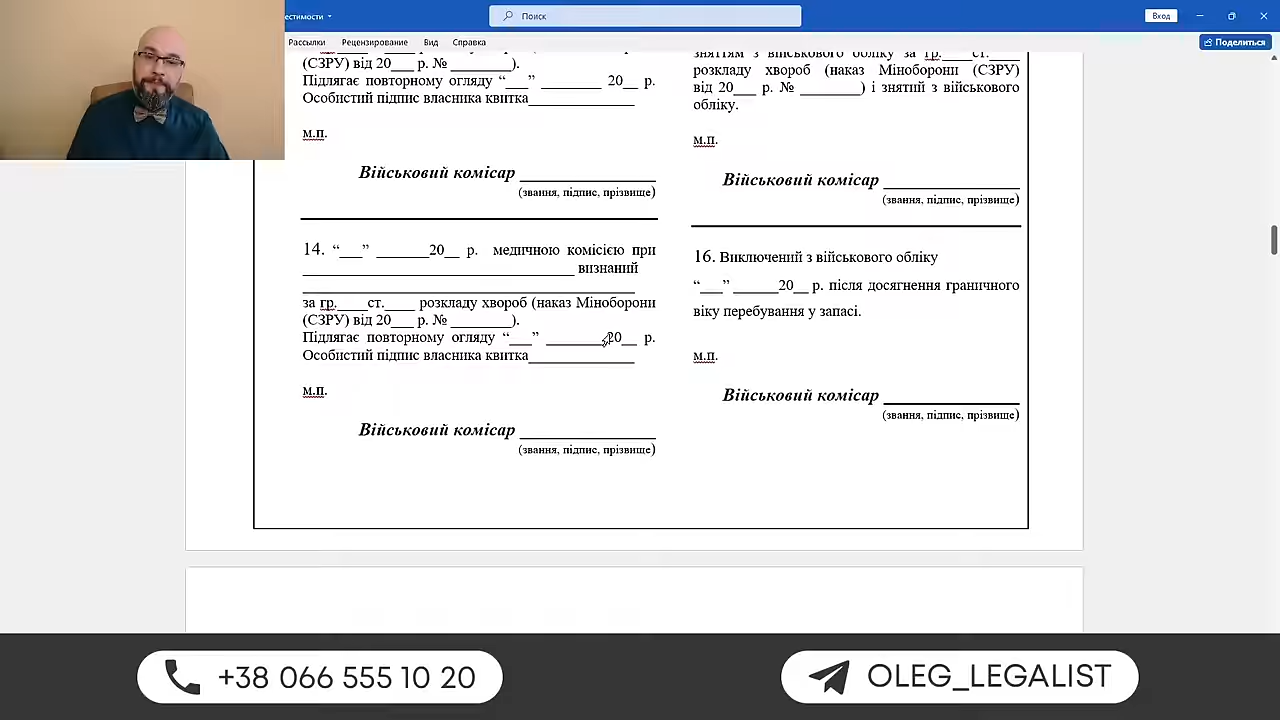 естимости
Поиск
Вход
Рассылки Рецензирование Вид Справка
Поделиться
(СЗРУ) від 20___ р. № ________).
Підлягає повторному огляду “___” ________ 20__ р.
Особистий підпис власника квитка______________
м.п.
Військовий комісар ________________
(звання, підпис, прізвище)
14. “___” _______20__ р. медичною комісією при
____________________________________ визнаний
____________________________________________
за гр.____ст.____ розкладу хвороб (наказ Міноборони
(СЗРУ) від 20___ р. № ________).
Підлягає повторному огляду “___” ________20__ р.
Особистий підпис власника квитка______________
м.п.
Військовий комісар ________________
(звання, підпис, прізвище)
зняттям з військового обліку за гр.____ст.____
розкладу хвороб (наказ Міноборони (СЗРУ)
від 20___ р. № ________) і знятий з військового
обліку.
м.п.
Військовий комісар ________________
(звання, підпис, прізвище)
16. Виключений з військового обліку
“___” ______20__ р. після досягнення граничного
віку перебування у запасі.
м.п.
Військовий комісар ________________
(звання, підпис, прізвище)
+38 066 555 10 20
OLEG_LEGALIST